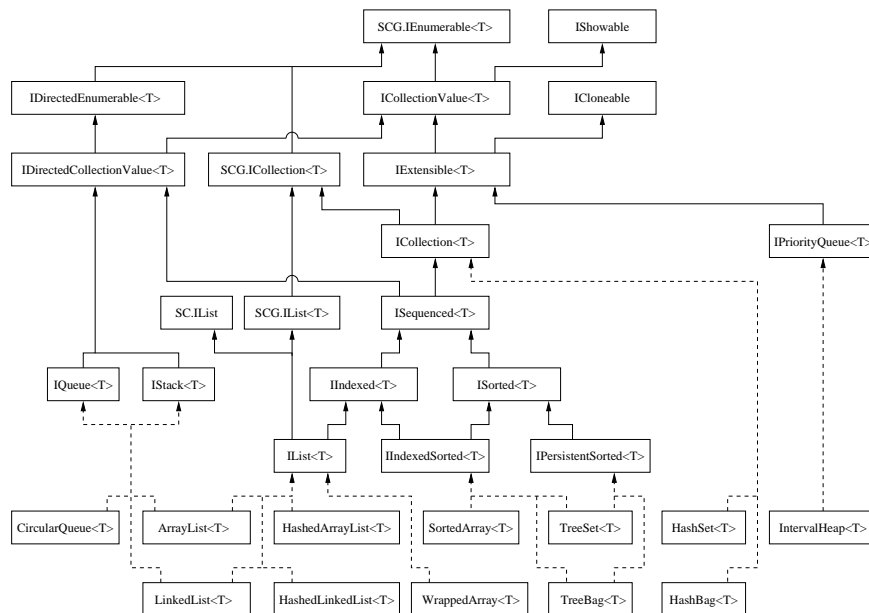 SCG.IEnumerable<T>
IShowable
IDirectedEnumerable<T>
ICollectionValue<T>
ICloneable
IDirectedCollectionValue<T>
SCG.ICollection<T>
IExtensible<T>
ICollection<T>
IPriorityQueue<T>
SC.IList
SCG.IList<T>
ISequenced<T>
IQueue<T>
IStack<T>
IIndexed<T>
ISorted<T>
IList<T>
IIndexedSorted<T>
IPersistentSorted<T>
CircularQueue<T>
ArrayList<T>
HashedArrayList<T>
SortedArray<T>
TreeSet<T>
HashSet<T>
IntervalHeap<T>
LinkedList<T>
HashedLinkedList<T>
WrappedArray<T>
TreeBag<T>
HashBag<T>